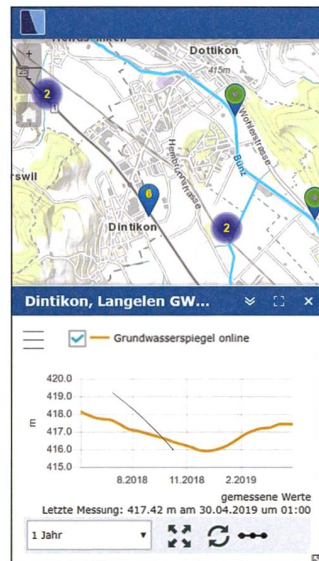 Dottikon
415m
2
Wohlerstrasse
Hembrunnstrasse
Bünz
rswil
6
Dintikon
2
Dintikon, Langelen GW...
Grundwasserspiegel online
420.0
419.0
418.0
417.0
416.0
415.0
m
8.2018 11.2018 2.2019
gemessene Werte
Letzte Messung: 417.42 m am 30.04.2019 um 01:00
1 Jahr